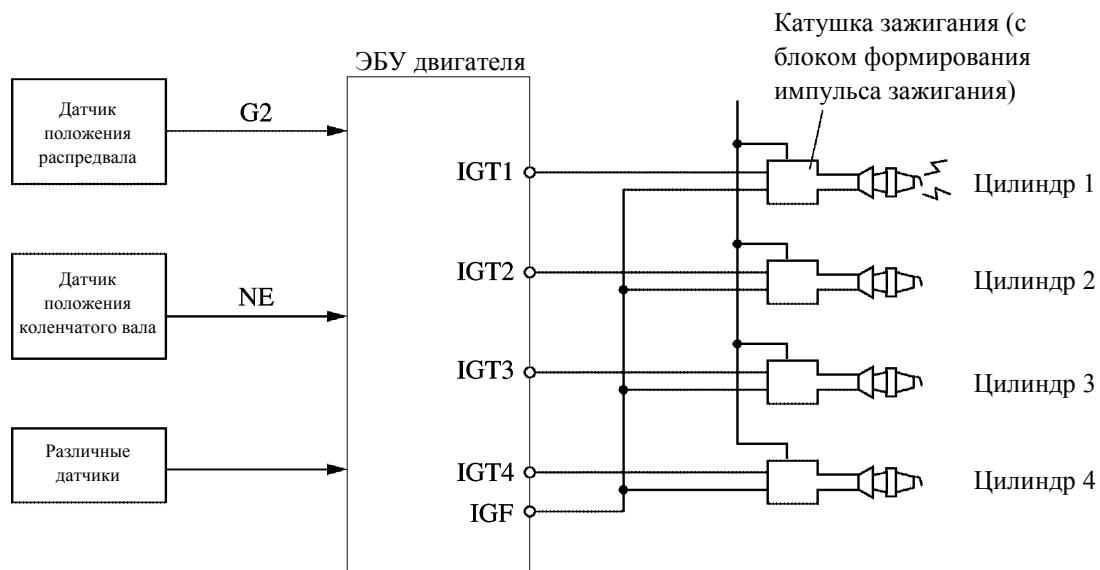 Катушка зажигания (с
блоком формирования
импульса зажигания)
ЭБУ двигателя
Датчик
положения
распредвала
G2
IGT1
Цилиндр 1
Датчик
положения
коленчатого вала
NE
IGT2
Цилиндр 2
IGT3
Цилиндр 3
Различные
датчики
IGT4
Цилиндр 4
IGF